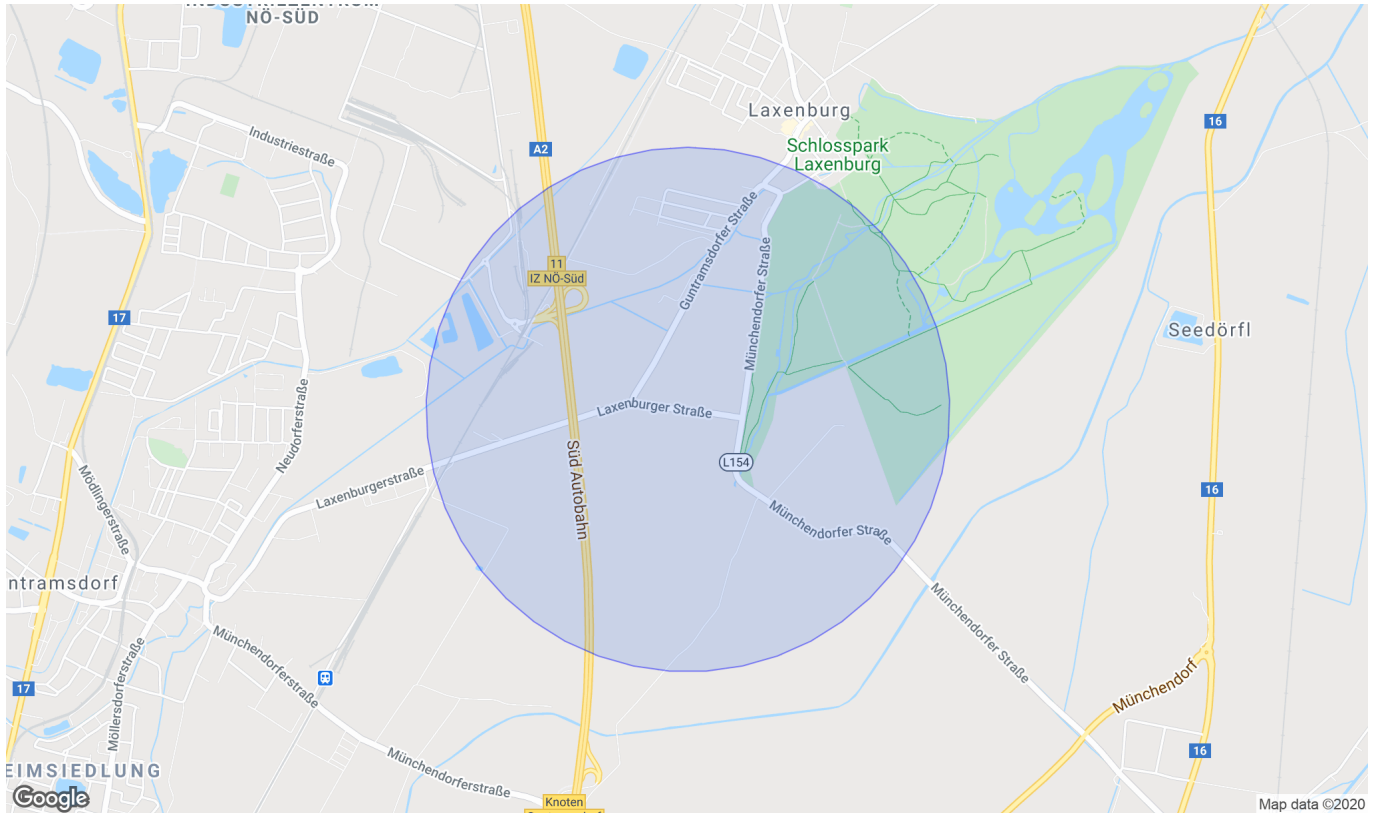 NÖ-SÜD
Laxenburg
Schlosspark
Laxenburg
Industriestraße
A2
16
17
11
IZ NÖ-Süd
Guntramsdorfer Straße
Münchendorfer Straße
Seedörfl
Neudorferstraße
Laxenburger Straße
Süd Autobahn
L154
Laxenburgerstraße
Mödlingerstraße
16
Münchendorfer Straße
ntramsdorf
Münchendorfer Straße
Münchendorferstraße
Möllersdorferstraße
17
Münchendorf
16
EIMSIEDLUNG
Münchendorferstraße
Knoten
Google
Map data ©2020